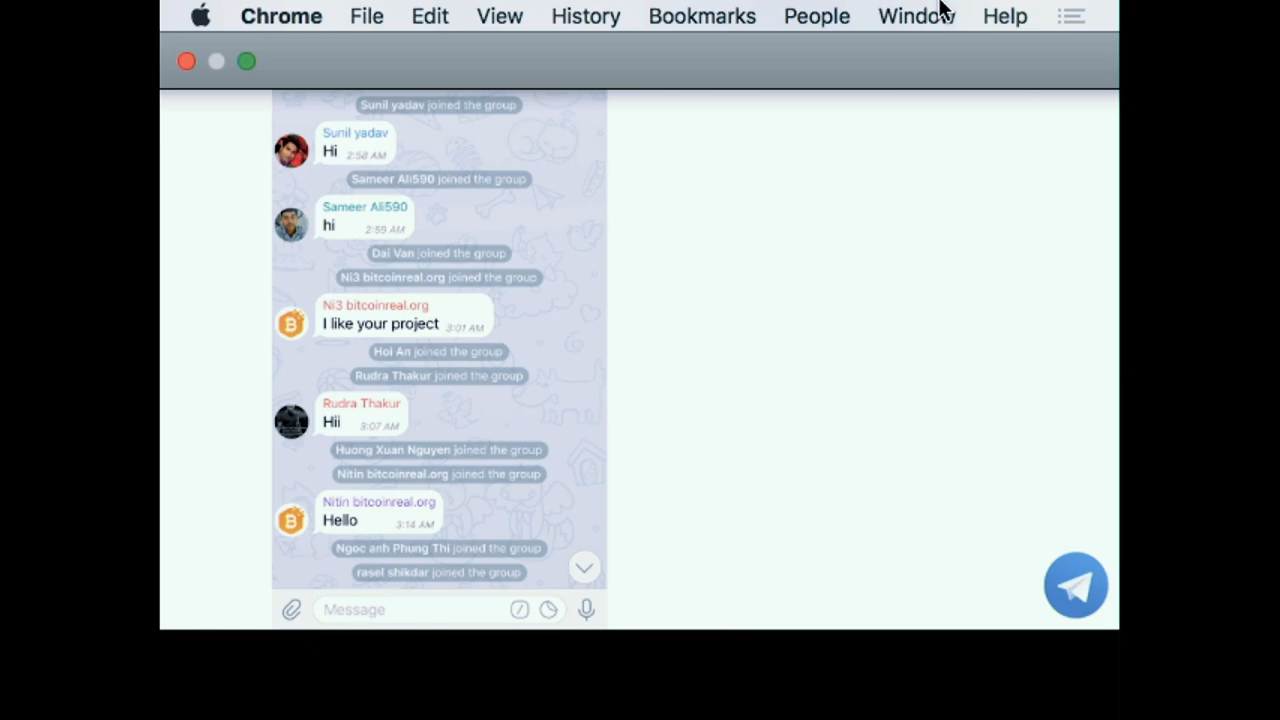 Chrome File Edit View History Bookmarks People Window Help
Sunil yadav joined the group
Sunil yadav
Hi 2:58 AM
Sameer Ali590 joined the group
Sameer Ali590
hi 2:59 AM
Dai Van joined the group
Ni3 bitcoinreal.org joined the group
Ni3 bitcoinreal.org
I like your project 3:01 AM
Hoi An joined the group
Rudra Thakur joined the group
Rudra Thakur
Hii 3:07 AM
Huong Xuan Nguyen joined the group
Nitin bitcoinreal.org joined the group
Nitin bitcoinreal.org
Hello 3:14 AM
Ngoc anh Phung Thi joined the group
rasel shikdar joined the group
Message